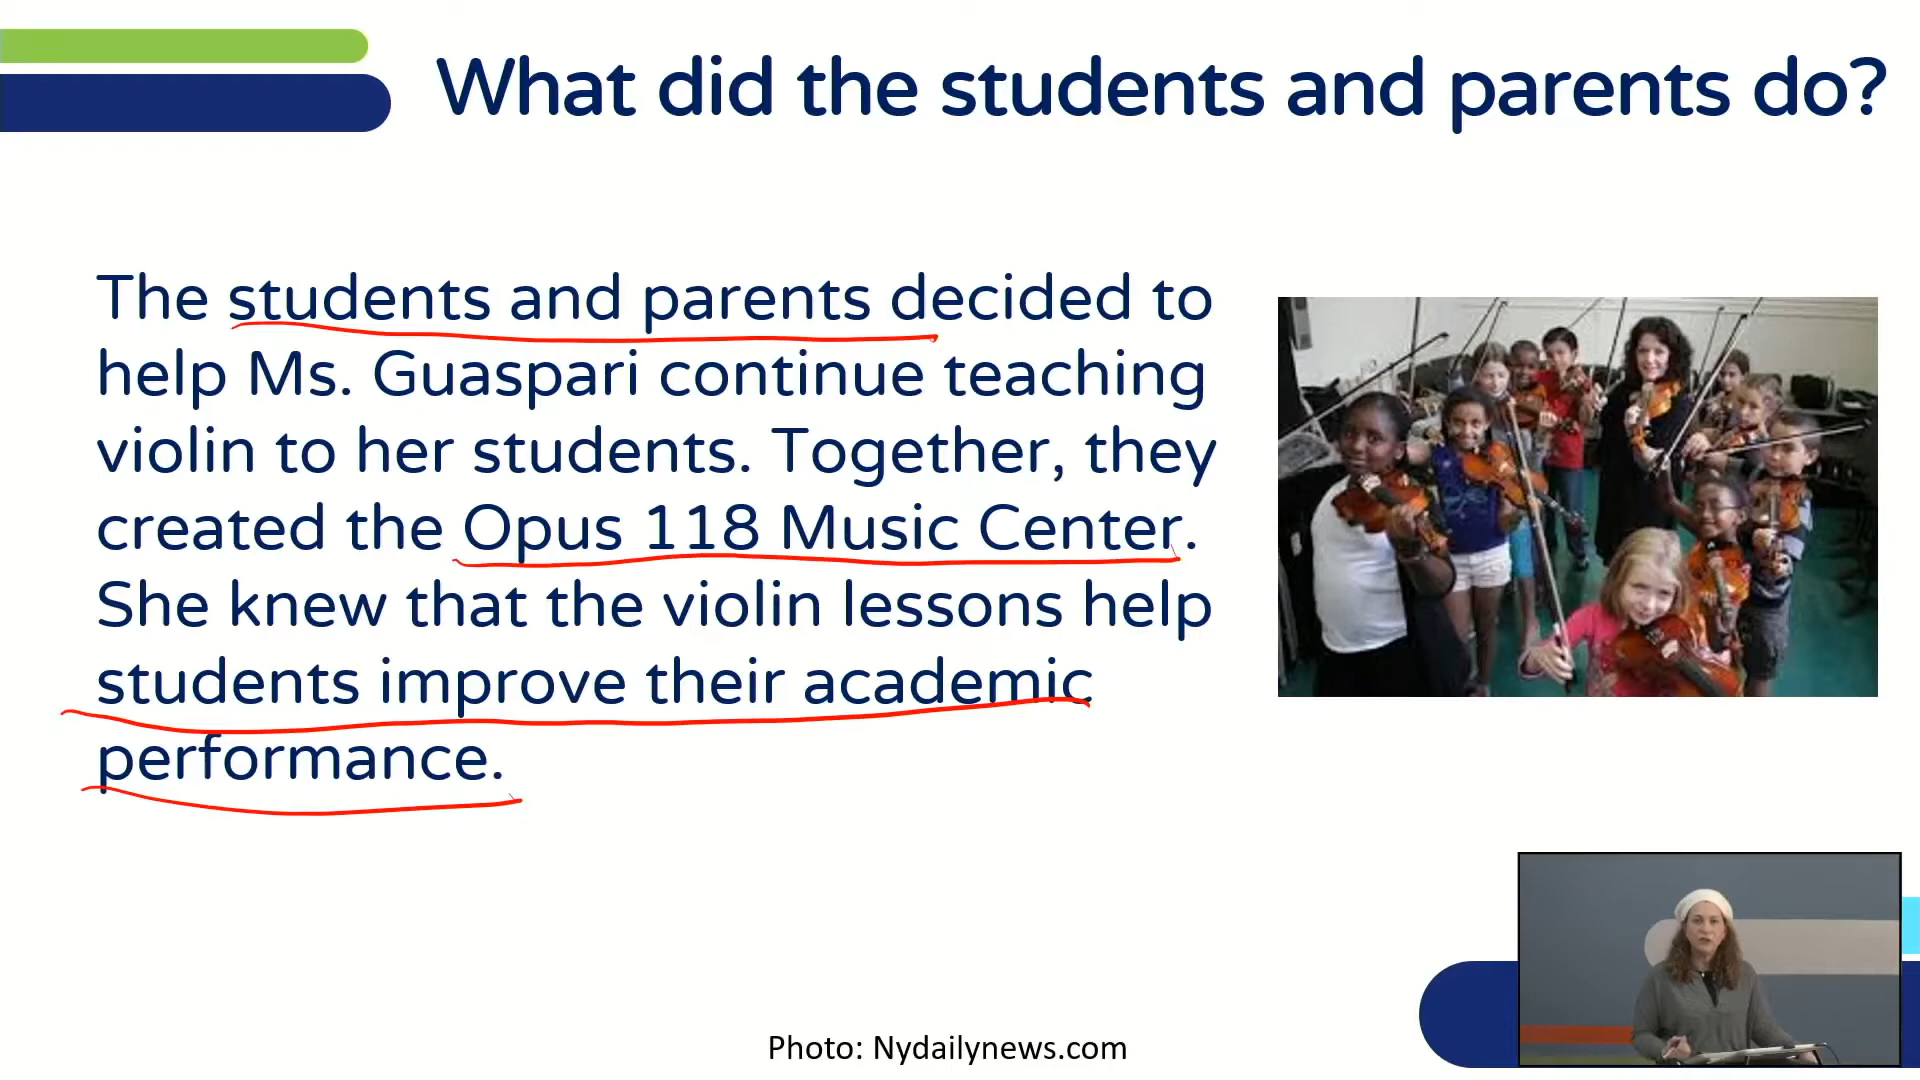 What did the students and parents do?
The students and parents decided to
help Ms. Guaspari continue teaching
violin to her students. Together, they
created the Opus 118 Music Center.
She knew that the violin lessons help
students improve their academic
performance.
Photo: Nydailynews.com